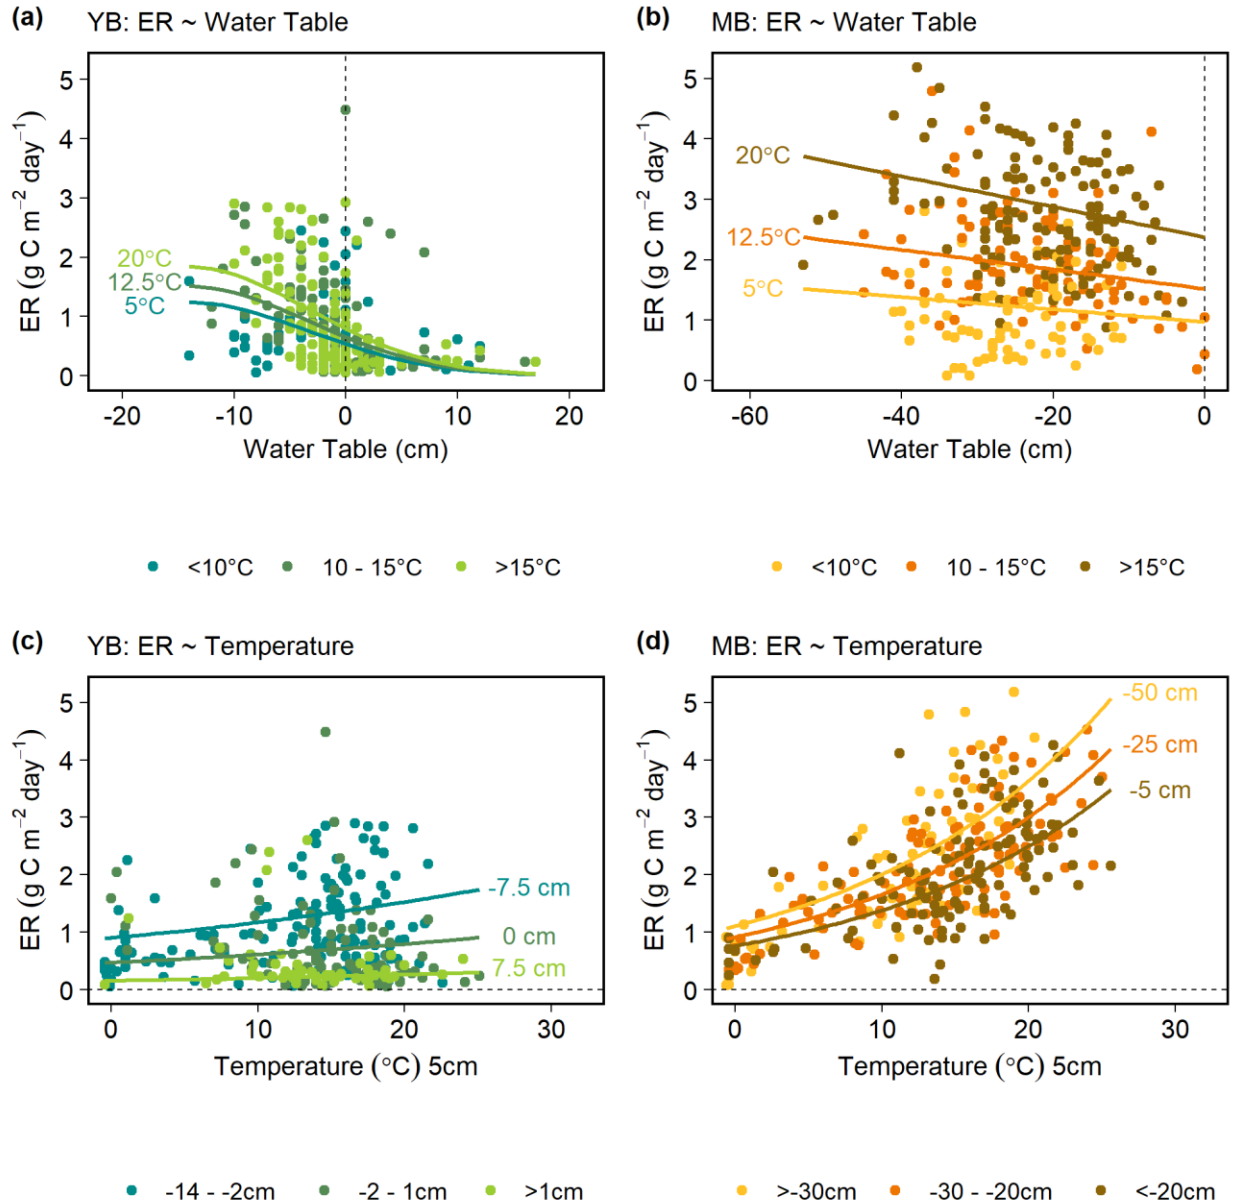 (a) YB: ER ~ Water Table
5
4
3
2
1
0
ER (g C m⁻² day⁻¹)
20°C
12.5°C
5°C
-20 -10 0 10 20
Water Table (cm)
<10°C 10 - 15°C >15°C
(b) MB: ER ~ Water Table
5
4
3
2
1
0
ER (g C m⁻² day⁻¹)
20°C
12.5°C
5°C
-60 -40 -20 0
Water Table (cm)
<10°C 10 - 15°C >15°C
(c) YB: ER ~ Temperature
5
4
3
2
1
0
ER (g C m⁻² day⁻¹)
-7.5 cm
0 cm
7.5 cm
0 10 20 30
Temperature (°C) 5cm
-14 - -2cm -2 - 1cm >1cm
(d) MB: ER ~ Temperature
5
4
3
2
1
0
ER (g C m⁻² day⁻¹)
-50 cm
-25 cm
-5 cm
0 10 20 30
Temperature (°C) 5cm
>-30cm -30 - -20cm <-20cm